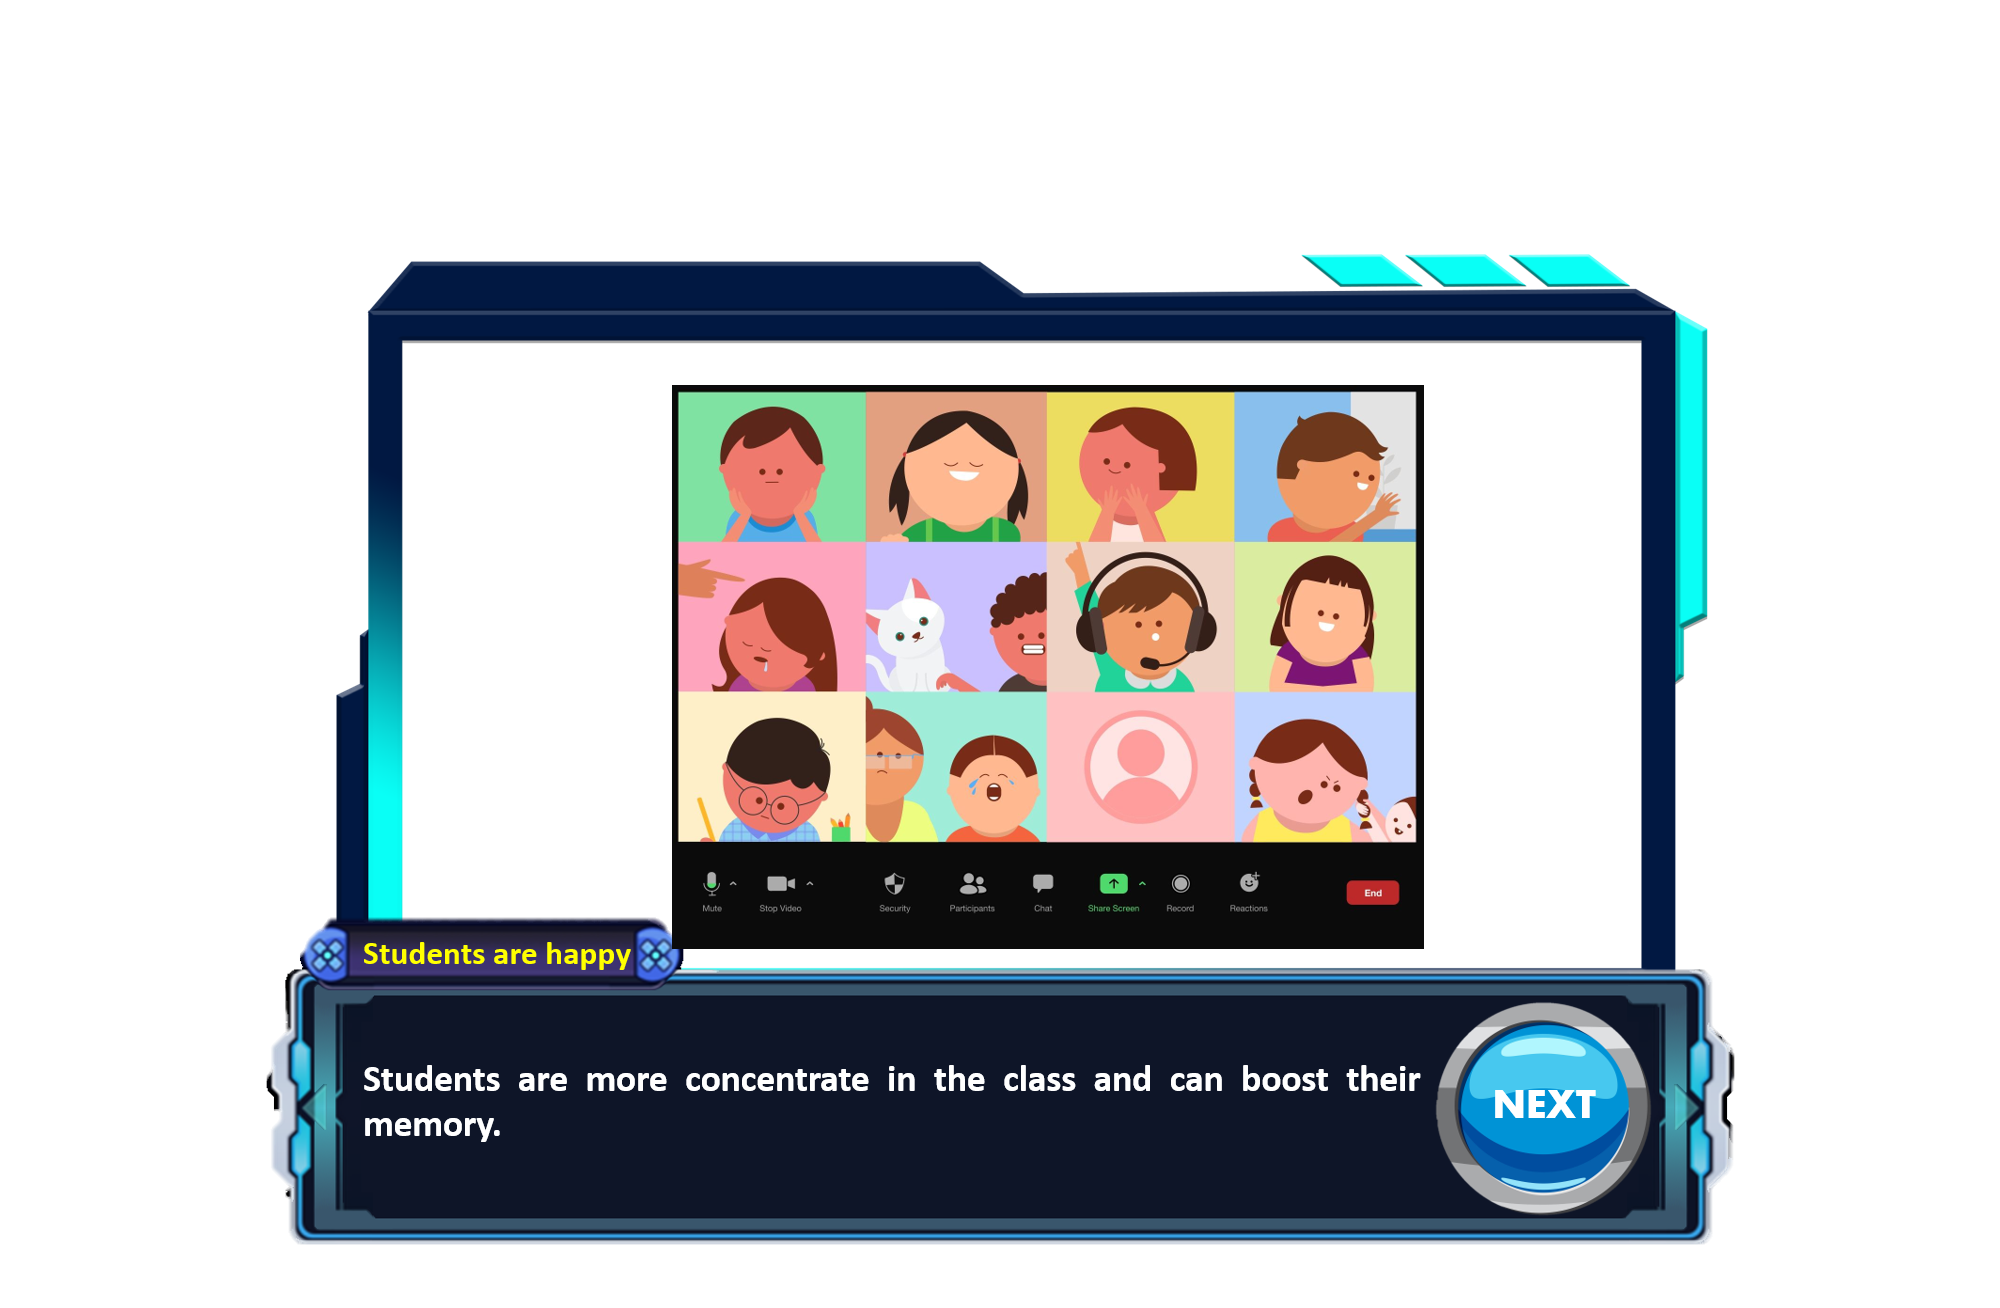 Mute
Stop Video
Security
Participants
Chat
Share Screen
Record
Reactions
End
Students are happy
Students are more concentrate in the class and can boost their
memory.
NEXT